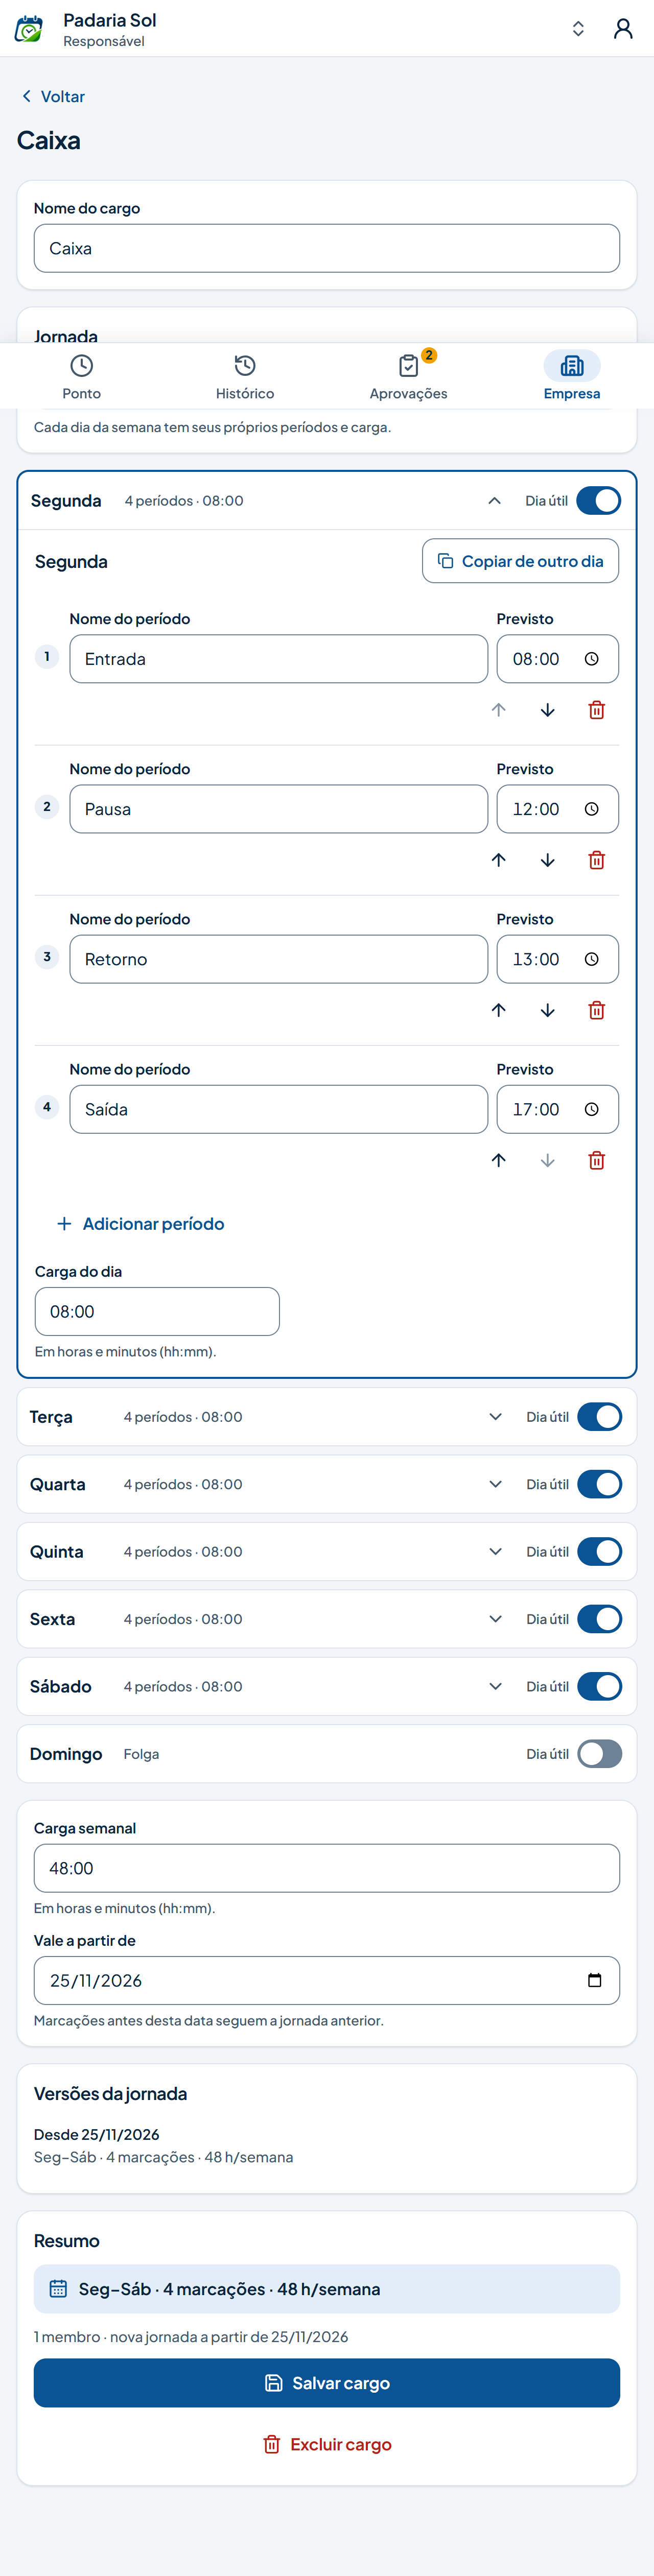 Padaria Sol
Responsável
Voltar
Caixa
Nome do cargo
Caixa
Jornada
Ponto
Histórico
2
Aprovações
Empresa
Cada dia da semana tem seus próprios períodos e carga.
Segunda 4 períodos · 08:00 Dia útil
Segunda Copiar de outro dia
Nome do período Previsto
1 Entrada 08:00
Nome do período Previsto
2 Pausa 12:00
Nome do período Previsto
3 Retorno 13:00
Nome do período Previsto
4 Saída 17:00
Adicionar período
Carga do dia
08:00
Em horas e minutos (hh:mm).
Terça 4 períodos · 08:00 Dia útil
Quarta 4 períodos · 08:00 Dia útil
Quinta 4 períodos · 08:00 Dia útil
Sexta 4 períodos · 08:00 Dia útil
Sábado 4 períodos · 08:00 Dia útil
Domingo Folga Dia útil
Carga semanal
48:00
Em horas e minutos (hh:mm).
Vale a partir de
25/11/2026
Marcações antes desta data seguem a jornada anterior.
Versões da jornada
Desde 25/11/2026
Seg–Sáb · 4 marcações · 48 h/semana
Resumo
Seg–Sáb · 4 marcações · 48 h/semana
1 membro · nova jornada a partir de 25/11/2026
Salvar cargo
Excluir cargo